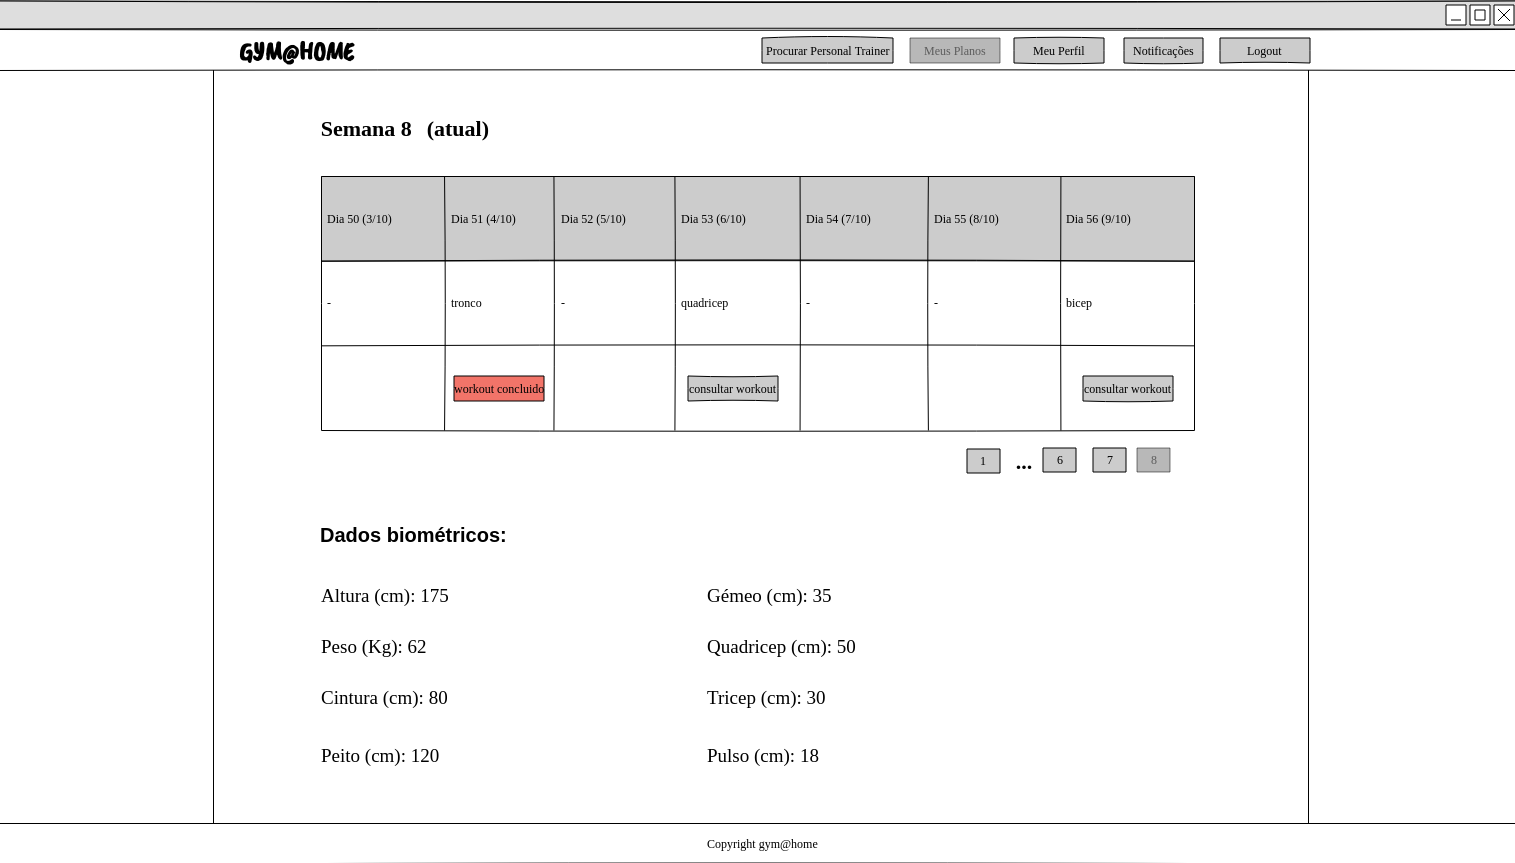 GYM@HOME Procurar Personal Trainer Meus Planos Meu Perfil Notificações Logout
Semana 8 (atual)
Dia 50 (3/10) Dia 51 (4/10) Dia 52 (5/10) Dia 53 (6/10) Dia 54 (7/10) Dia 55 (8/10) Dia 56 (9/10)
- tronco - quadricep - - bicep
workout concluido consultar workout consultar workout
1 ... 6 7 8
Dados biométricos:
Altura (cm): 175 Gémeo (cm): 35
Peso (Kg): 62 Quadricep (cm): 50
Cintura (cm): 80 Tricep (cm): 30
Peito (cm): 120 Pulso (cm): 18
Copyright gym@home